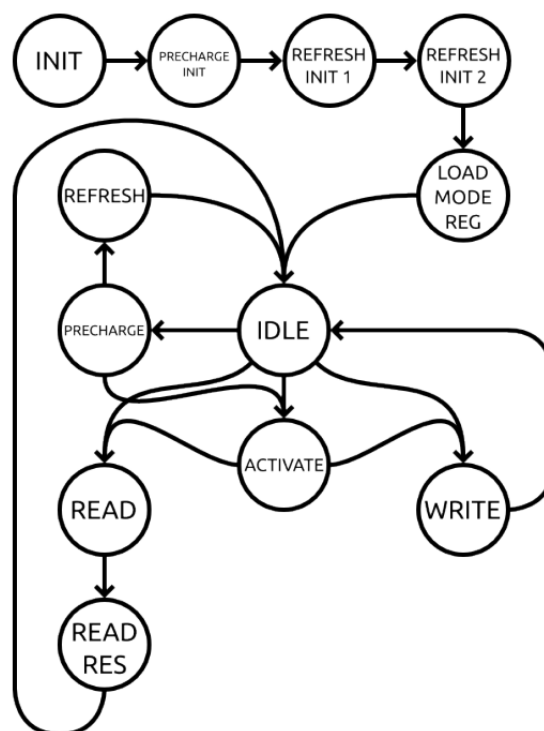 INIT
PRECHARGE
INIT
REFRESH
INIT 1
REFRESH
INIT 2
REFRESH
LOAD
MODE
REG
PRECHARGE
IDLE
ACTIVATE
READ
WRITE
READ
RES